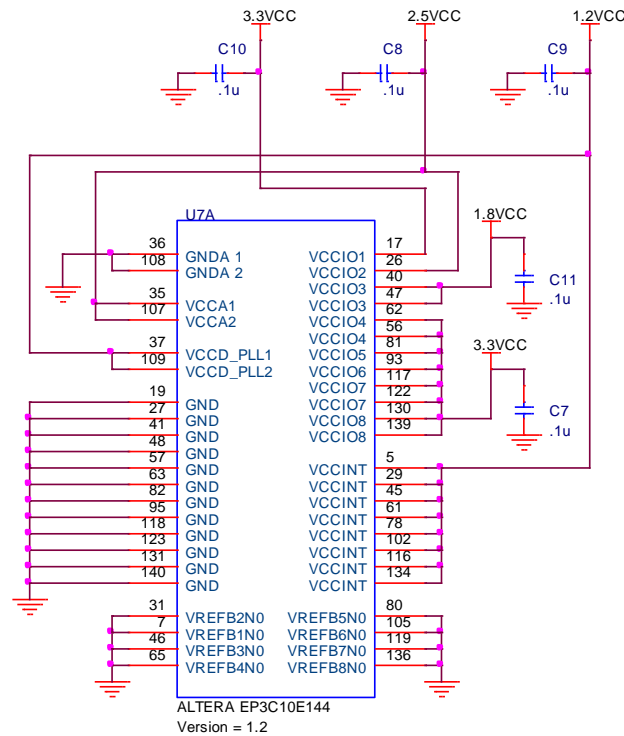 3.3VCC 2.5VCC 1.2VCC
C10 C8 C9
.1u .1u .1u
U7A
1.8VCC
36 GNDA 1 VCCIO1 17
108 GNDA 2 VCCIO2 26
VCCIO3 40
C11
35 VCCA1 VCCIO3 47
.1u
107 VCCA2 VCCIO4 62
VCCIO4 56
37 VCCD_PLL1 VCCIO5 81
3.3VCC
109 VCCD_PLL2 VCCIO6 93
VCCIO7 117
19 GND VCCIO7 122
C7
27 GND VCCIO8 130
.1u
41 GND VCCIO8 139
48 GND
57 GND VCCINT 5
63 GND VCCINT 29
82 GND VCCINT 45
95 GND VCCINT 61
118 GND VCCINT 78
123 GND VCCINT 102
131 GND VCCINT 116
140 GND VCCINT 134
31 VREFB2N0 VREFB5N0 80
7 VREFB1N0 VREFB6N0 105
46 VREFB3N0 VREFB7N0 119
65 VREFB4N0 VREFB8N0 136
ALTERA EP3C10E144
Version = 1.2